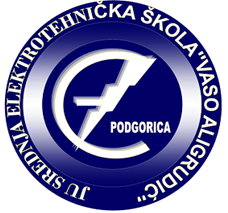 JU SREDNJA ELEKTROTEHNIČKA ŠKOLA "VASO ALIGRUDIĆ"
PODGORICA